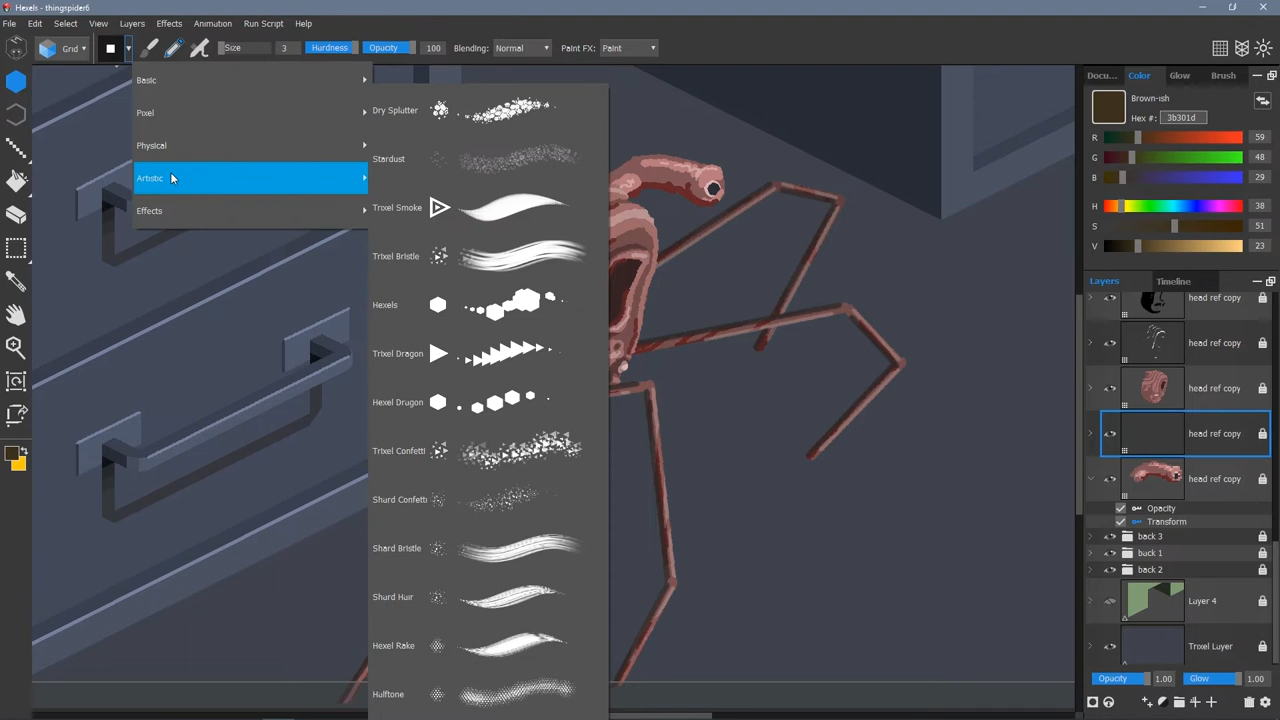 Hexels - thingspider6
File Edit Select View Layers Effects Animation Run Script Help
Grid Size 3 Hurdness Opacity 100 Blending: Normal Paint FX: Paint
Basic
Pixel
Physical
Artistic
Effects
Dry Splutter
Stardust
Trixel Smoke
Trixel Bristle
Hexels
Trixel Dragon
Hexel Drugon
Trixel Confetti
Shurd Confetti
Shard Bristle
Shurd Huir
Hexel Rake
Hulftone
Docu... Color Glow Brush
Brown-ish
Hex #: 3b301d
R 59
G 48
B 29
H 38
S 51
V 23
Layers Timeline
head ref copy
head ref copy
head ref copy
head ref copy
head ref copy
Opacity
Transform
back 3
buck 1
back 2
Layer 4
Trixel Layer
Opacity 1.00 Glow 1.00